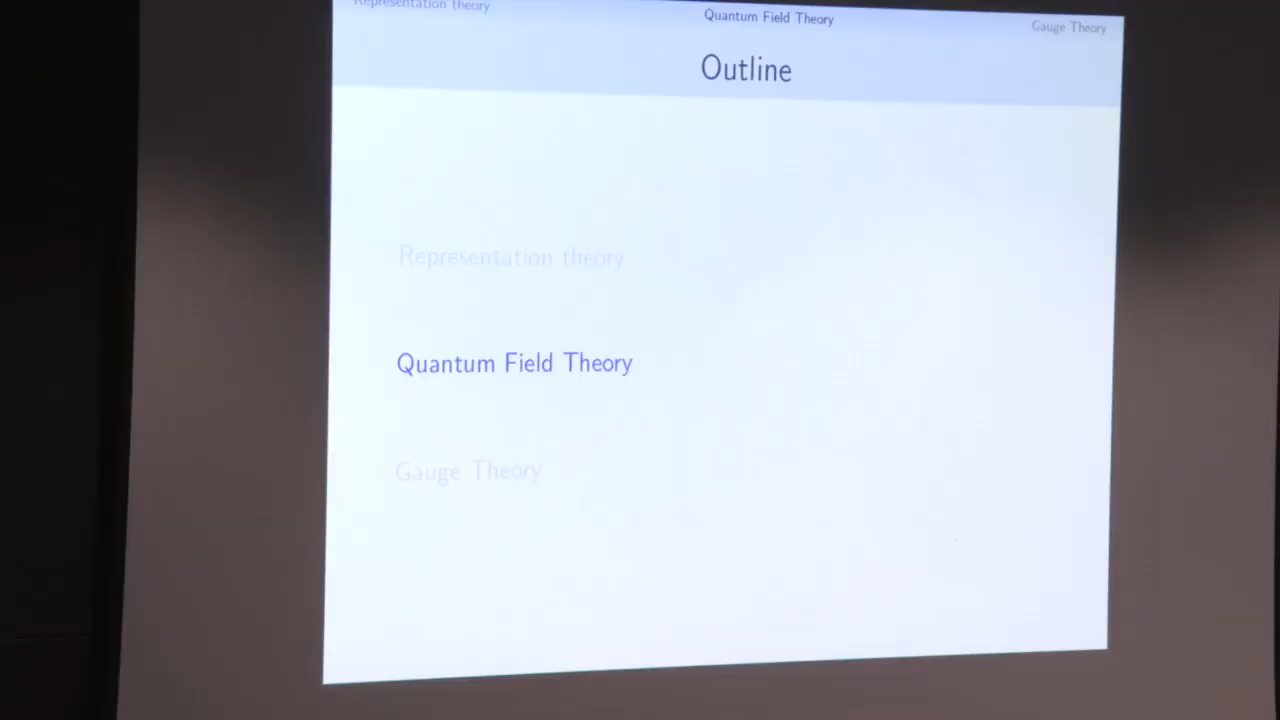 Representation theory
Quantum Field Theory
Gauge Theory
Outline
Representation theory
Quantum Field Theory
Gauge Theory